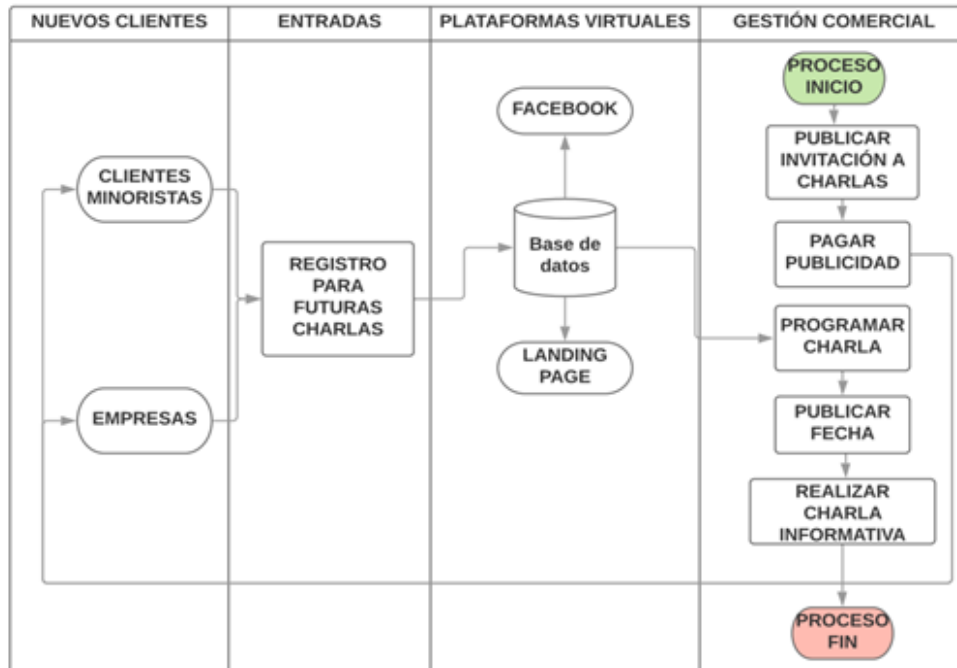 NUEVOS CLIENTES
ENTRADAS
PLATAFORMAS VIRTUALES
GESTIÓN COMERCIAL
CLIENTES
MINORISTAS
EMPRESAS
REGISTRO
PARA
FUTURAS
CHARLAS
FACEBOOK
Base de
datos
LANDING
PAGE
PROCESO
INICIO
PUBLICAR
INVITACIÓN A
CHARLAS
PAGAR
PUBLICIDAD
PROGRAMAR
CHARLA
PUBLICAR
FECHA
REALIZAR
CHARLA
INFORMATIVA
PROCESO
FIN